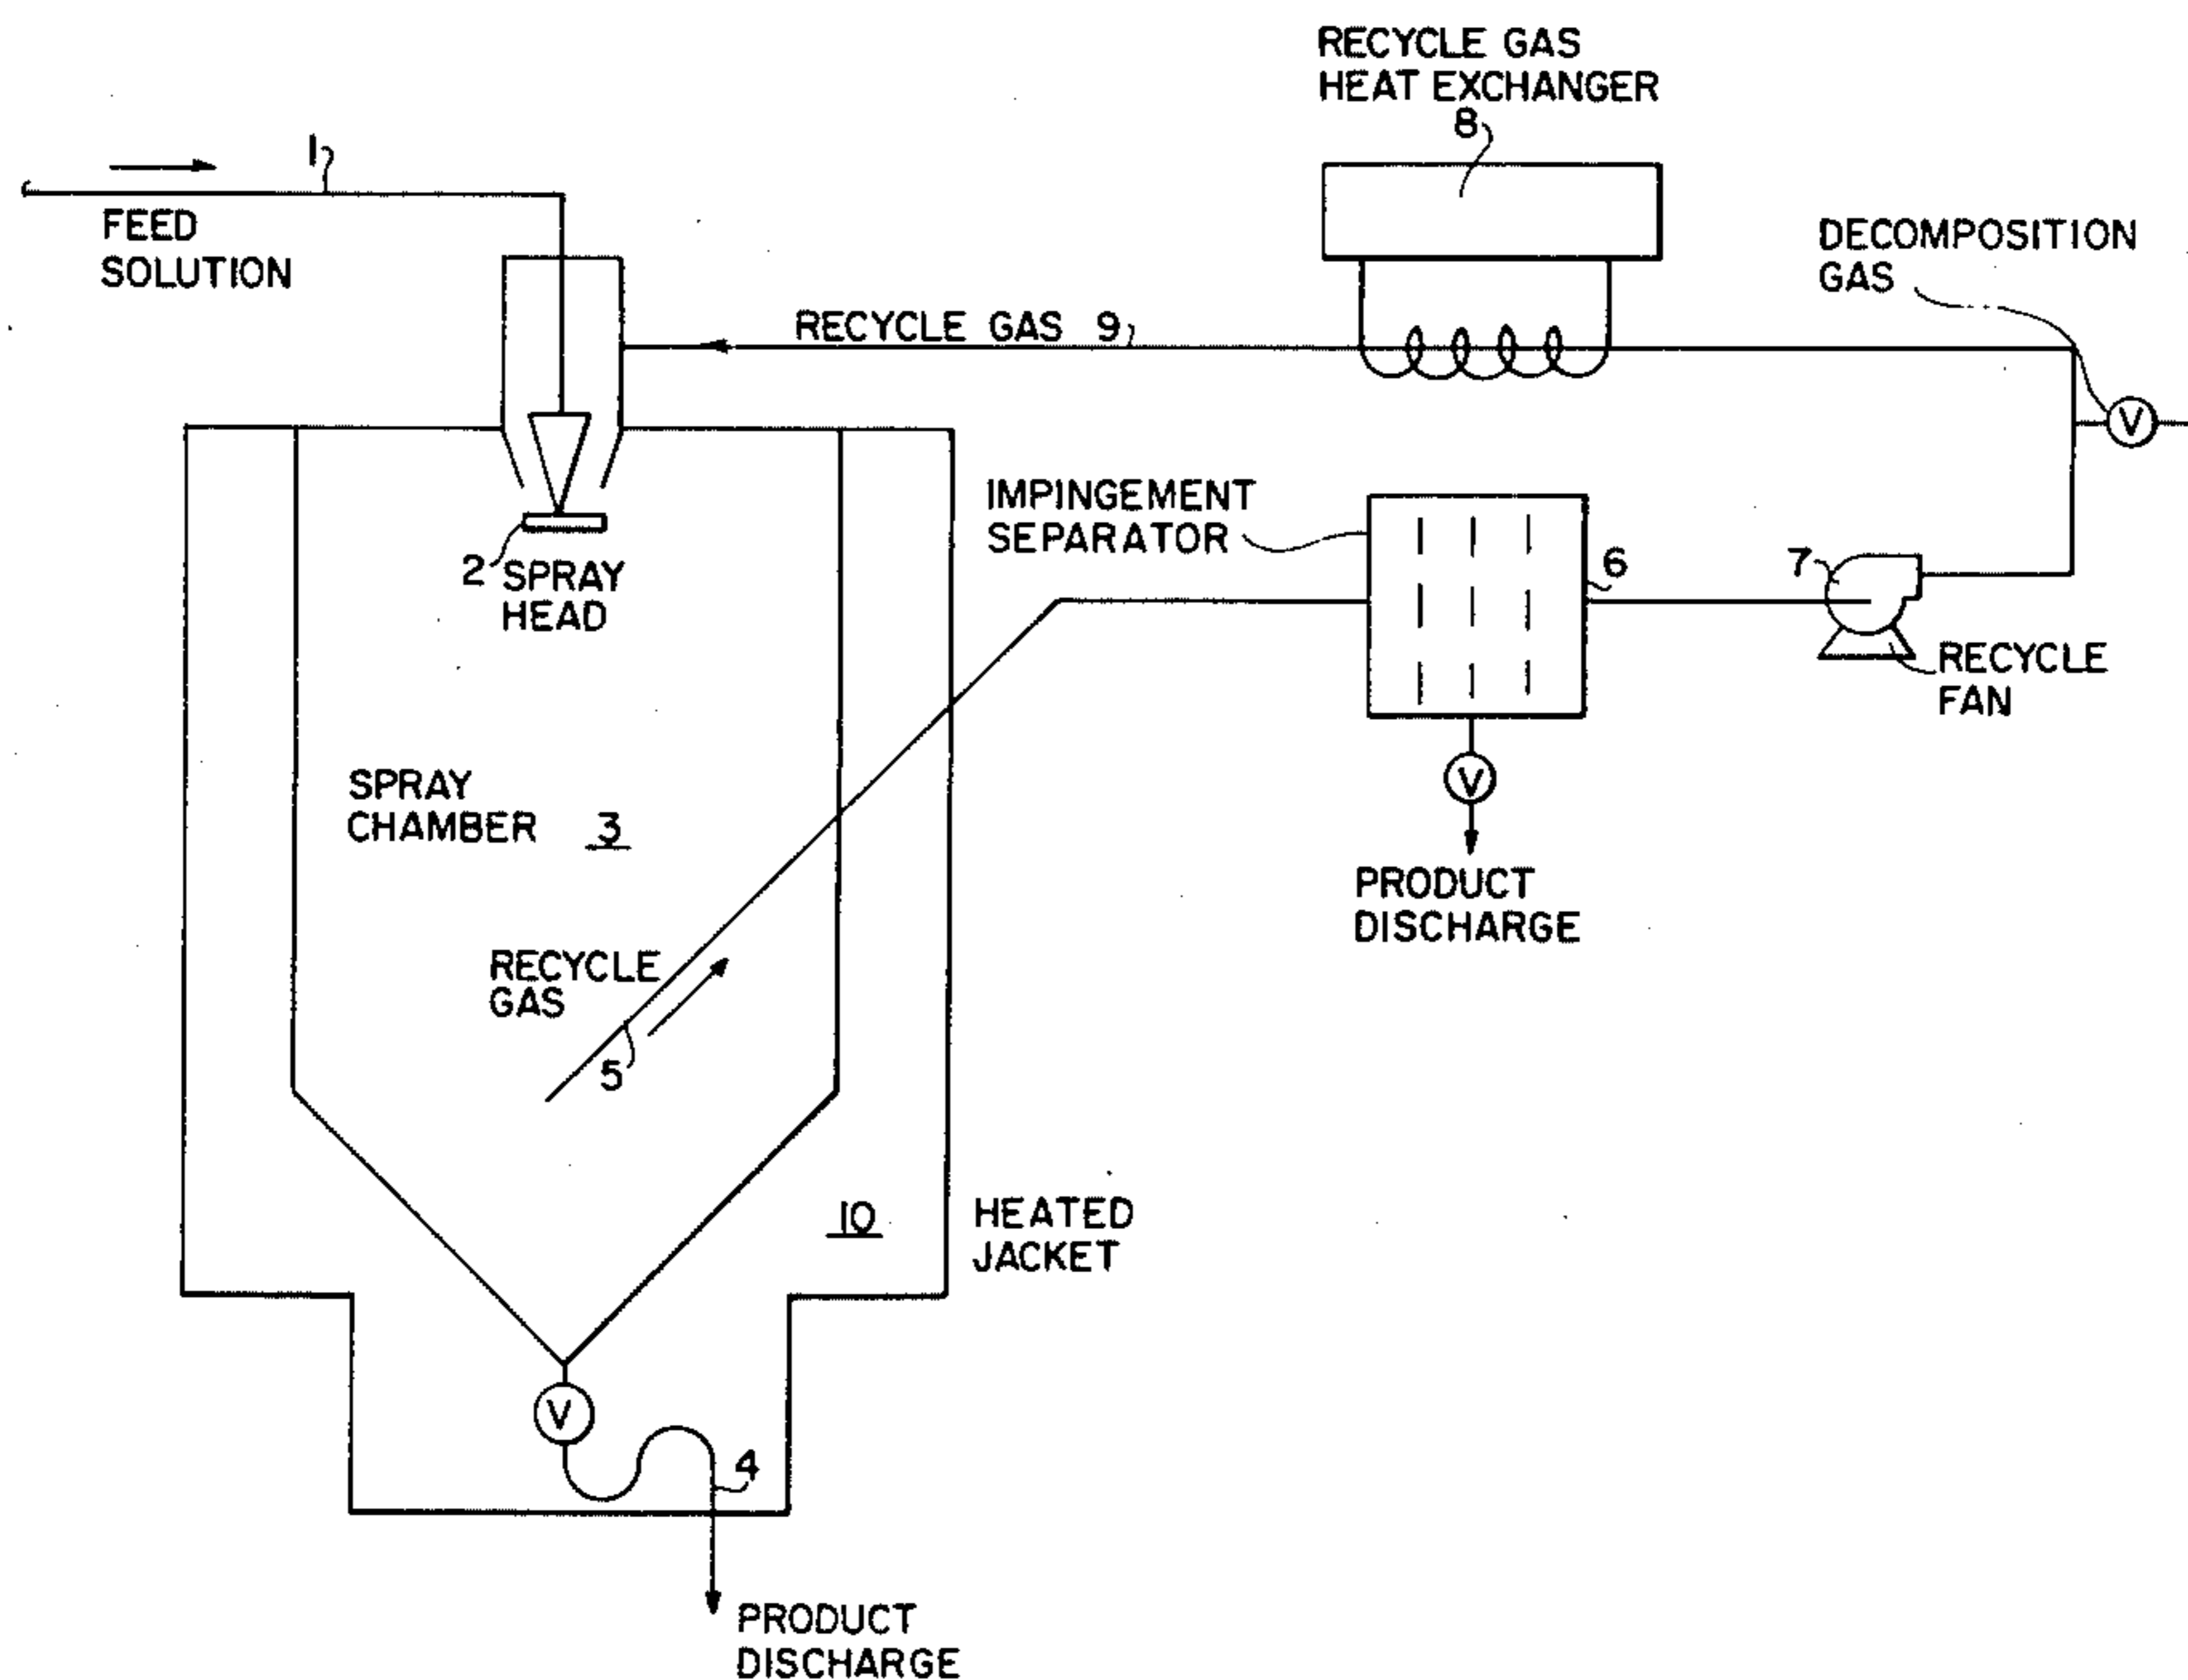 RECYCLE GAS
HEAT EXCHANGER
8
1
FEED
SOLUTION
DECOMPOSITION
GAS
RECYCLE GAS 9
V
IMPINGEMENT
SEPARATOR
2 SPRAY
HEAD
6
7
RECYCLE
FAN
SPRAY
CHAMBER 3
V
PRODUCT
DISCHARGE
RECYCLE
GAS
5
10
HEATED
JACKET
V
4
PRODUCT
DISCHARGE